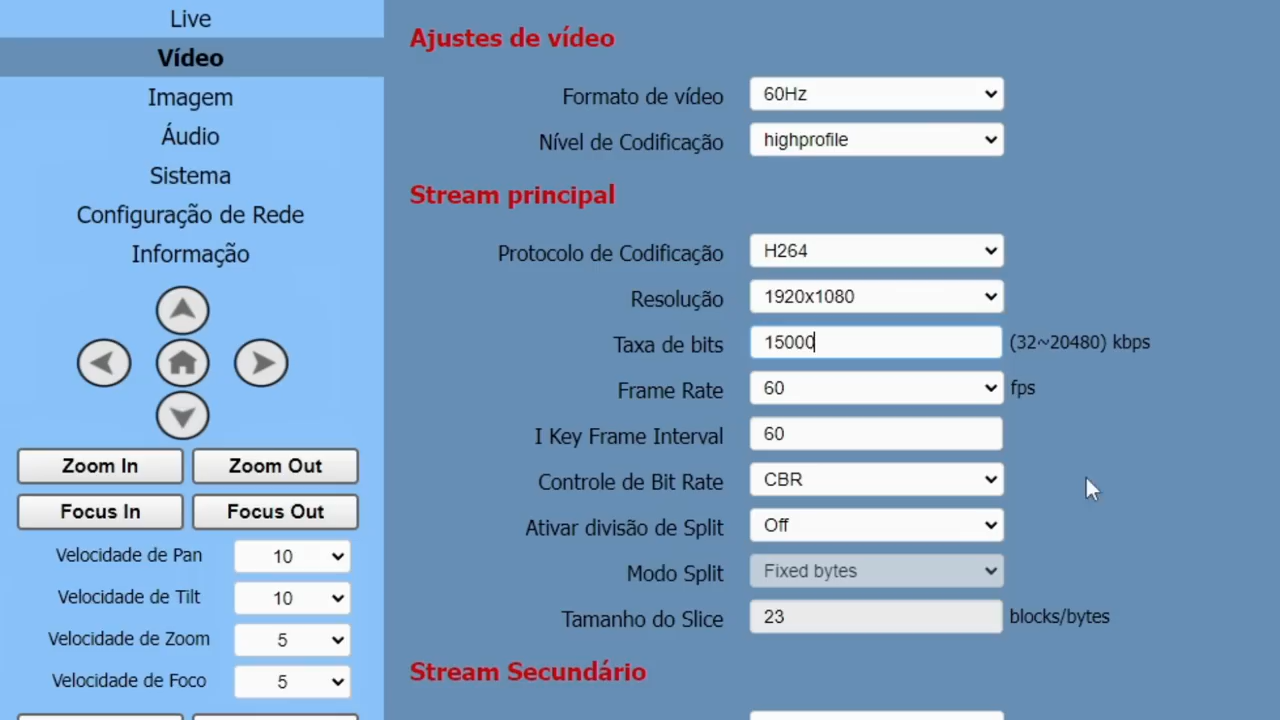 Live
Vídeo
Imagem
Áudio
Sistema
Configuração de Rede
Informação
Zoom In Zoom Out
Focus In Focus Out
Velocidade de Pan 10
Velocidade de Tilt 10
Velocidade de Zoom 5
Velocidade de Foco 5
Ajustes de vídeo
Formato de vídeo 60Hz
Nível de Codificação highprofile
Stream principal
Protocolo de Codificação H264
Resolução 1920x1080
Taxa de bits 15000 (32~20480) kbps
Frame Rate 60 fps
I Key Frame Interval 60
Controle de Bit Rate CBR
Ativar divisão de Split Off
Modo Split Fixed bytes
Tamanho do Slice 23 blocks/bytes
Stream Secundário